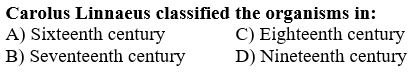 Carolus Linnaeus classified the organisms in:
A) Sixteenth century C) Eighteenth century
B) Seventeenth century D) Nineteenth century